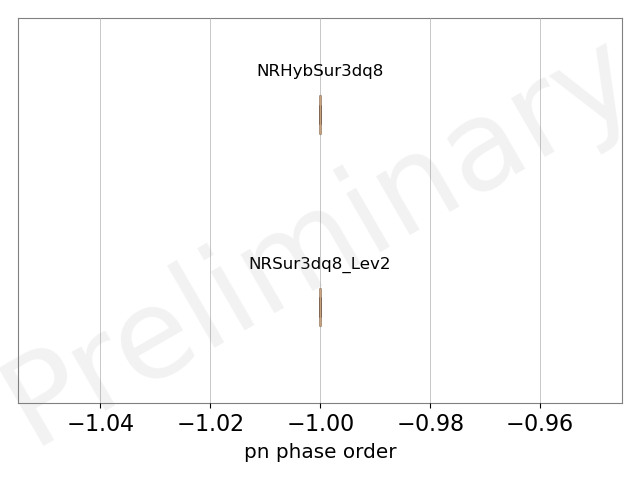 NRHybSur3dq8
NRSur3dq8_Lev2
Preliminary
−1.04 −1.02 −1.00 −0.98 −0.96
pn phase order